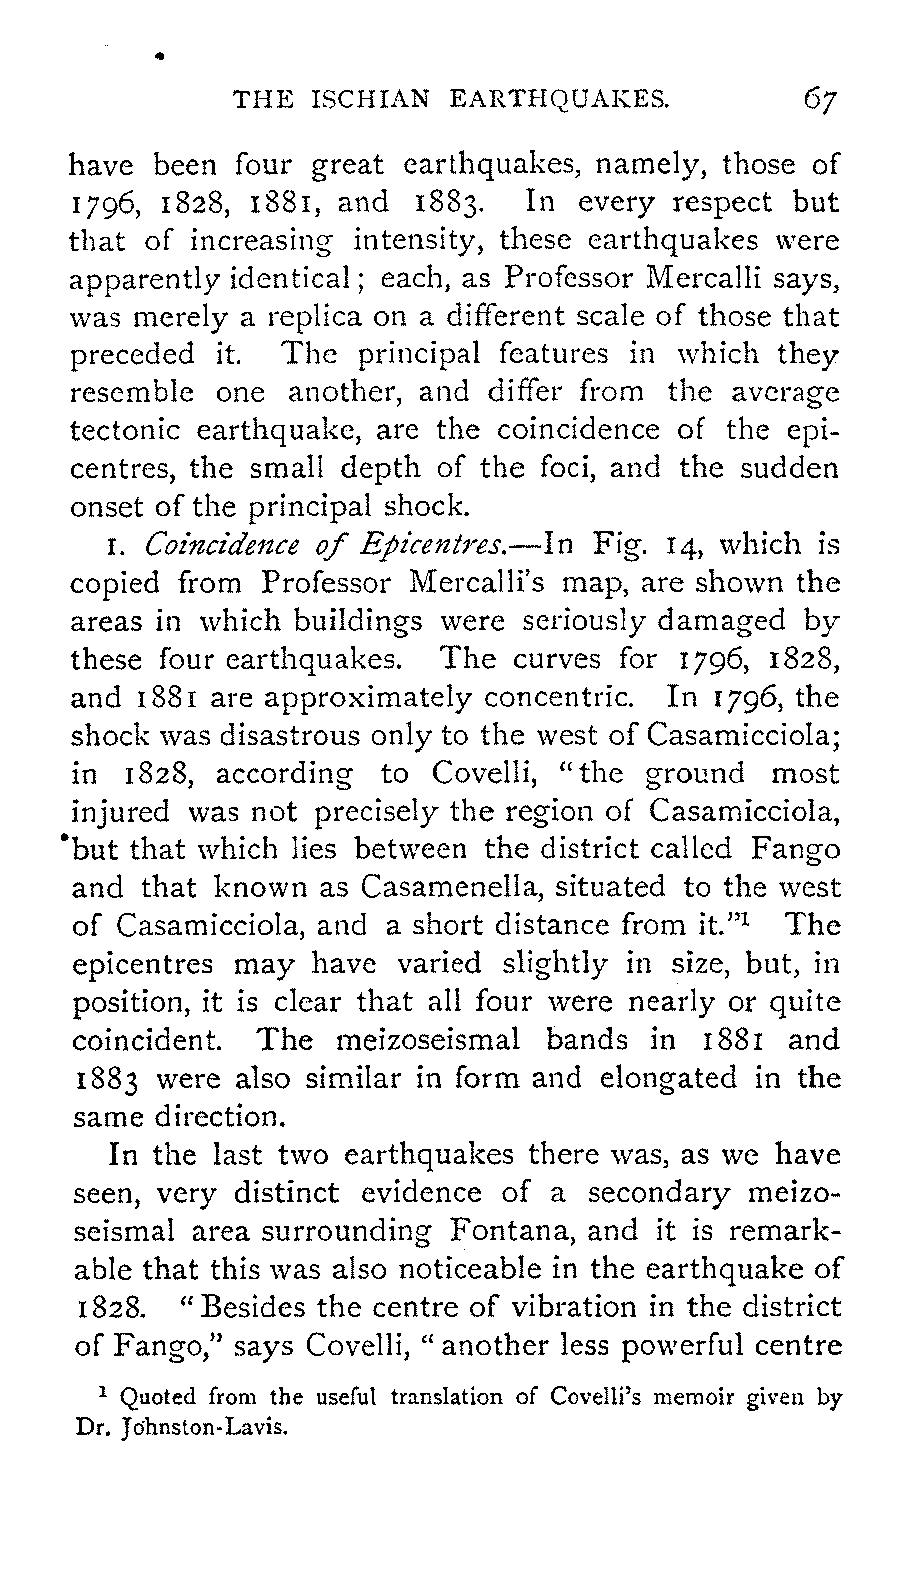 THE ISCHIAN EARTHQUAKES. 67
have been four great earthquakes, namely, those of
1796, 1828, 1881, and 1883. In every respect but
that of increasing intensity, these earthquakes were
apparently identical; each, as Professor Mercalli says,
was merely a replica on a different scale of those that
preceded it. The principal features in which they
resemble one another, and differ from the average
tectonic earthquake, are the coincidence of the epi-
centres, the small depth of the foci, and the sudden
onset of the principal shock.
1. Coincidence of Epicentres.—In Fig. 14, which is
copied from Professor Mercalli's map, are shown the
areas in which buildings were seriously damaged by
these four earthquakes. The curves for 1796, 1828,
and 1881 are approximately concentric. In 1796, the
shock was disastrous only to the west of Casamicciola;
in 1828, according to Covelli, "the ground most
injured was not precisely the region of Casamicciola,
but that which lies between the district called Fango
and that known as Casamenella, situated to the west
of Casamicciola, and a short distance from it."¹ The
epicentres may have varied slightly in size, but, in
position, it is clear that all four were nearly or quite
coincident. The meizoseismal bands in 1881 and
1883 were also similar in form and elongated in the
same direction.
In the last two earthquakes there was, as we have
seen, very distinct evidence of a secondary meizo-
seismal area surrounding Fontana, and it is remark-
able that this was also noticeable in the earthquake of
1828. "Besides the centre of vibration in the district
of Fango," says Covelli, "another less powerful centre
¹ Quoted from the useful translation of Covelli's memoir given by
Dr. Johnston-Lavis.